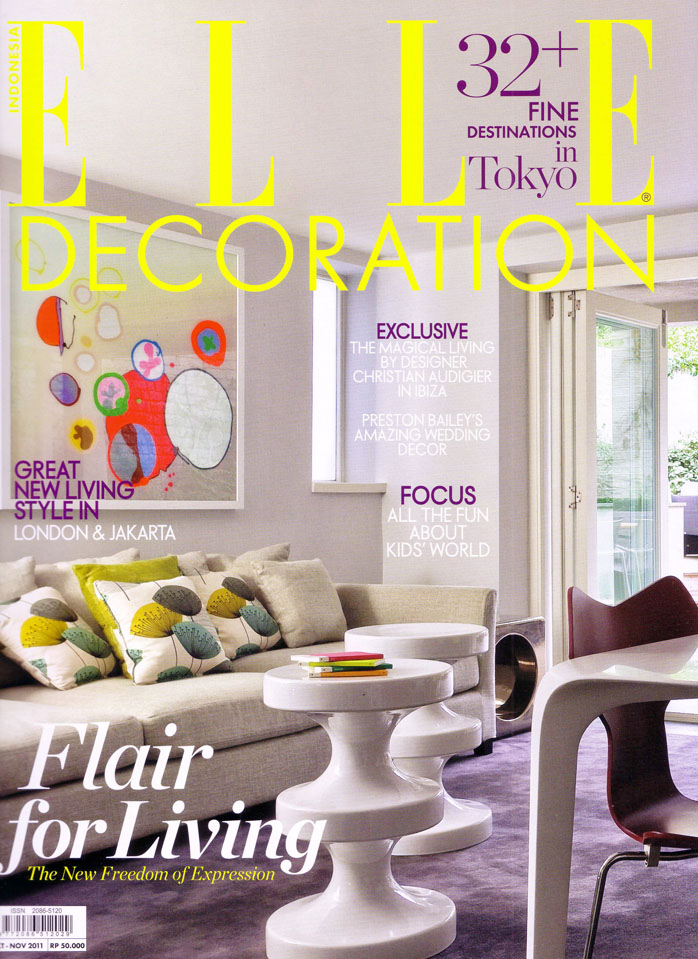 INDONESIA
ELLE
®
DECORATION
32+
FINE
DESTINATIONS
in
Tokyo
EXCLUSIVE
THE MAGICAL LIVING
BY DESIGNER
CHRISTIAN AUDIGIER
IN IBIZA
PRESTON BAILEY'S
AMAZING WEDDING
DECOR
GREAT
NEW LIVING
STYLE IN
LONDON & JAKARTA
FOCUS
ALL THE FUN
ABOUT
KIDS' WORLD
Flair
for Living
The New Freedom of Expression
ISSN 2086-5120
772086512029
T - NOV 2011
RP 50.000